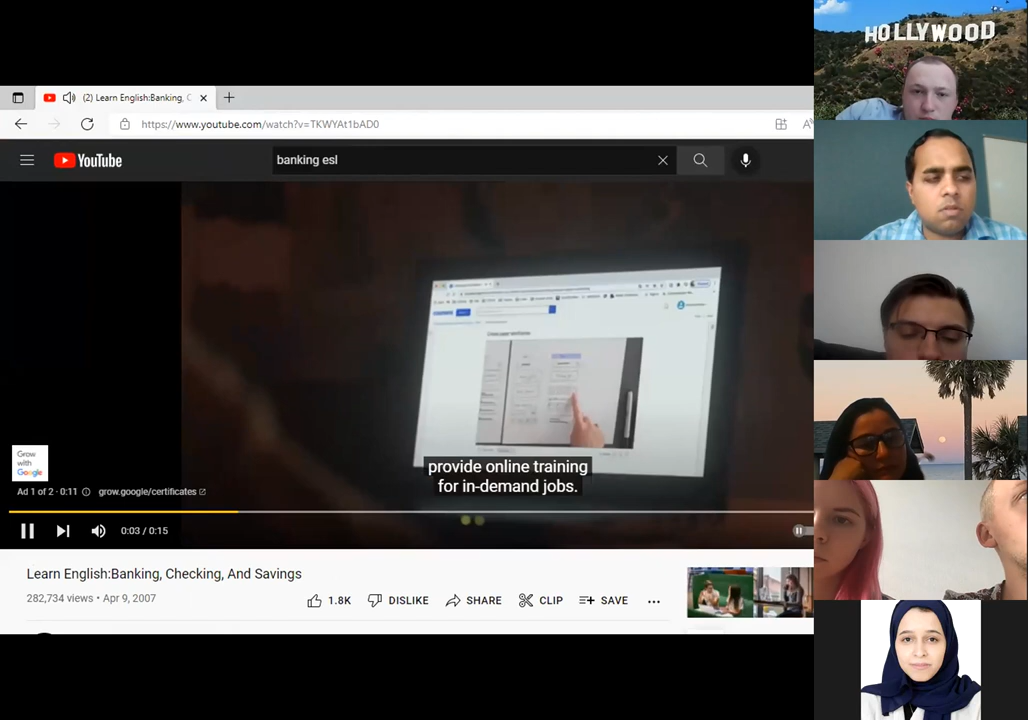 HOLLYWOOD
(2) Learn English:Banking, C
https://www.youtube.com/watch?v=TKWYAt1bAD0
YouTube
banking esl
provide online training
for in-demand jobs.
Grow
with
Google
Ad 1 of 2 · 0:11
grow.google/certificates
0:03 / 0:15
Learn English:Banking, Checking, And Savings
282,734 views • Apr 9, 2007
1.8K DISLIKE SHARE CLIP SAVE ...